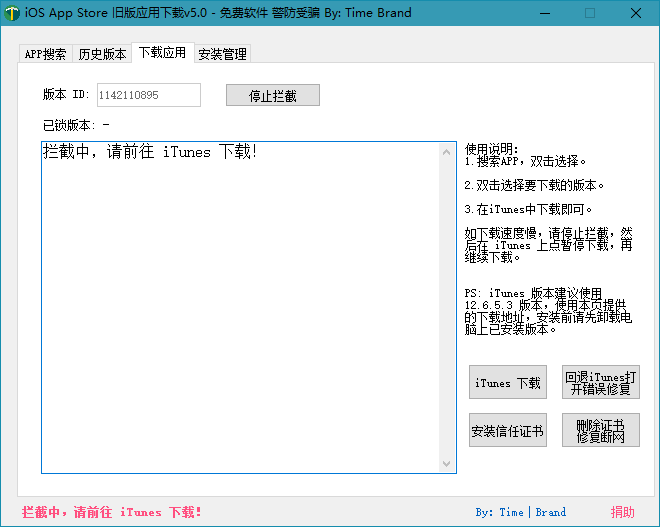 iOS App Store 旧版应用下载v5.0 - 免费软件 警防受骗 By: Time Brand
APP搜索 历史版本 下载应用 安装管理
版本 ID: 1142110895 停止拦截
已锁版本: -
拦截中，请前往 iTunes 下载!
使用说明:
1.搜索APP，双击选择。
2.双击选择要下载的版本。
3.在iTunes中下载即可。
如下载速度慢，请停止拦截，然
后在 iTunes 上点暂停下载，再
继续下载。
PS: iTunes 版本建议使用
12.6.5.3 版本，使用本页提供
的下载地址，安装前请先卸载电
脑上已安装版本。
iTunes 下载
回退iTunes打
开错误修复
安装信任证书
删除证书
修复断网
拦截中，请前往 iTunes 下载!
By: Time|Brand
捐助